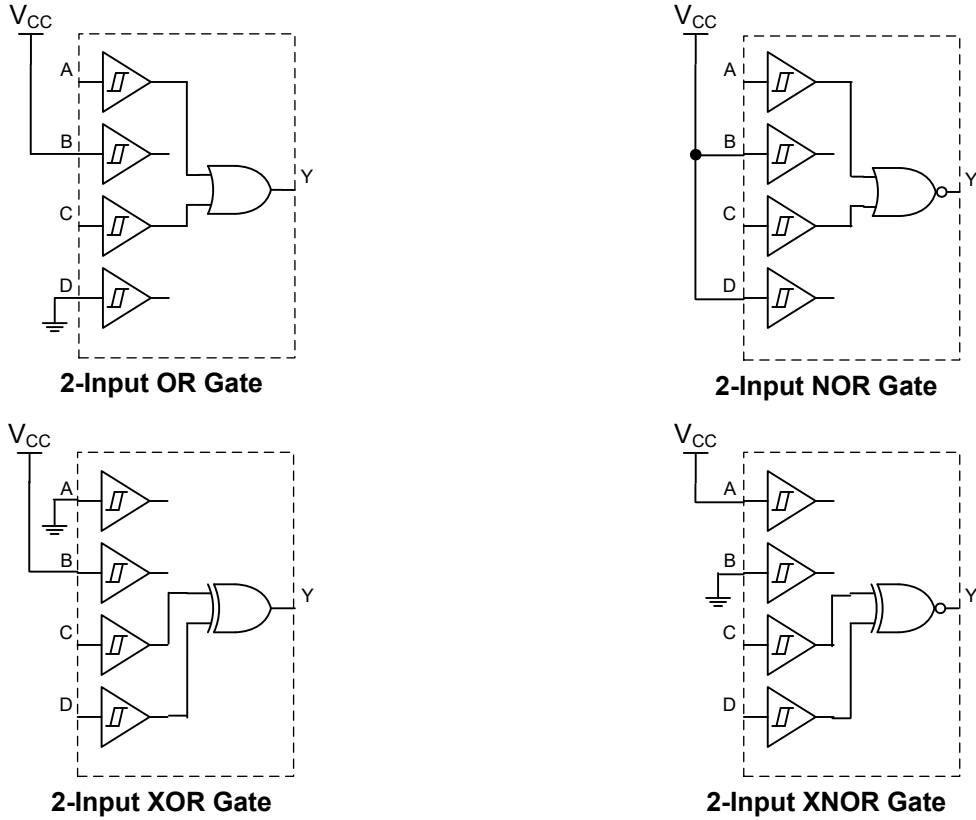 VCC
A
B
C
D
Y
2-Input OR Gate
VCC
A
B
C
D
Y
2-Input NOR Gate
VCC
A
B
C
D
Y
2-Input XOR Gate
VCC
A
B
C
D
Y
2-Input XNOR Gate